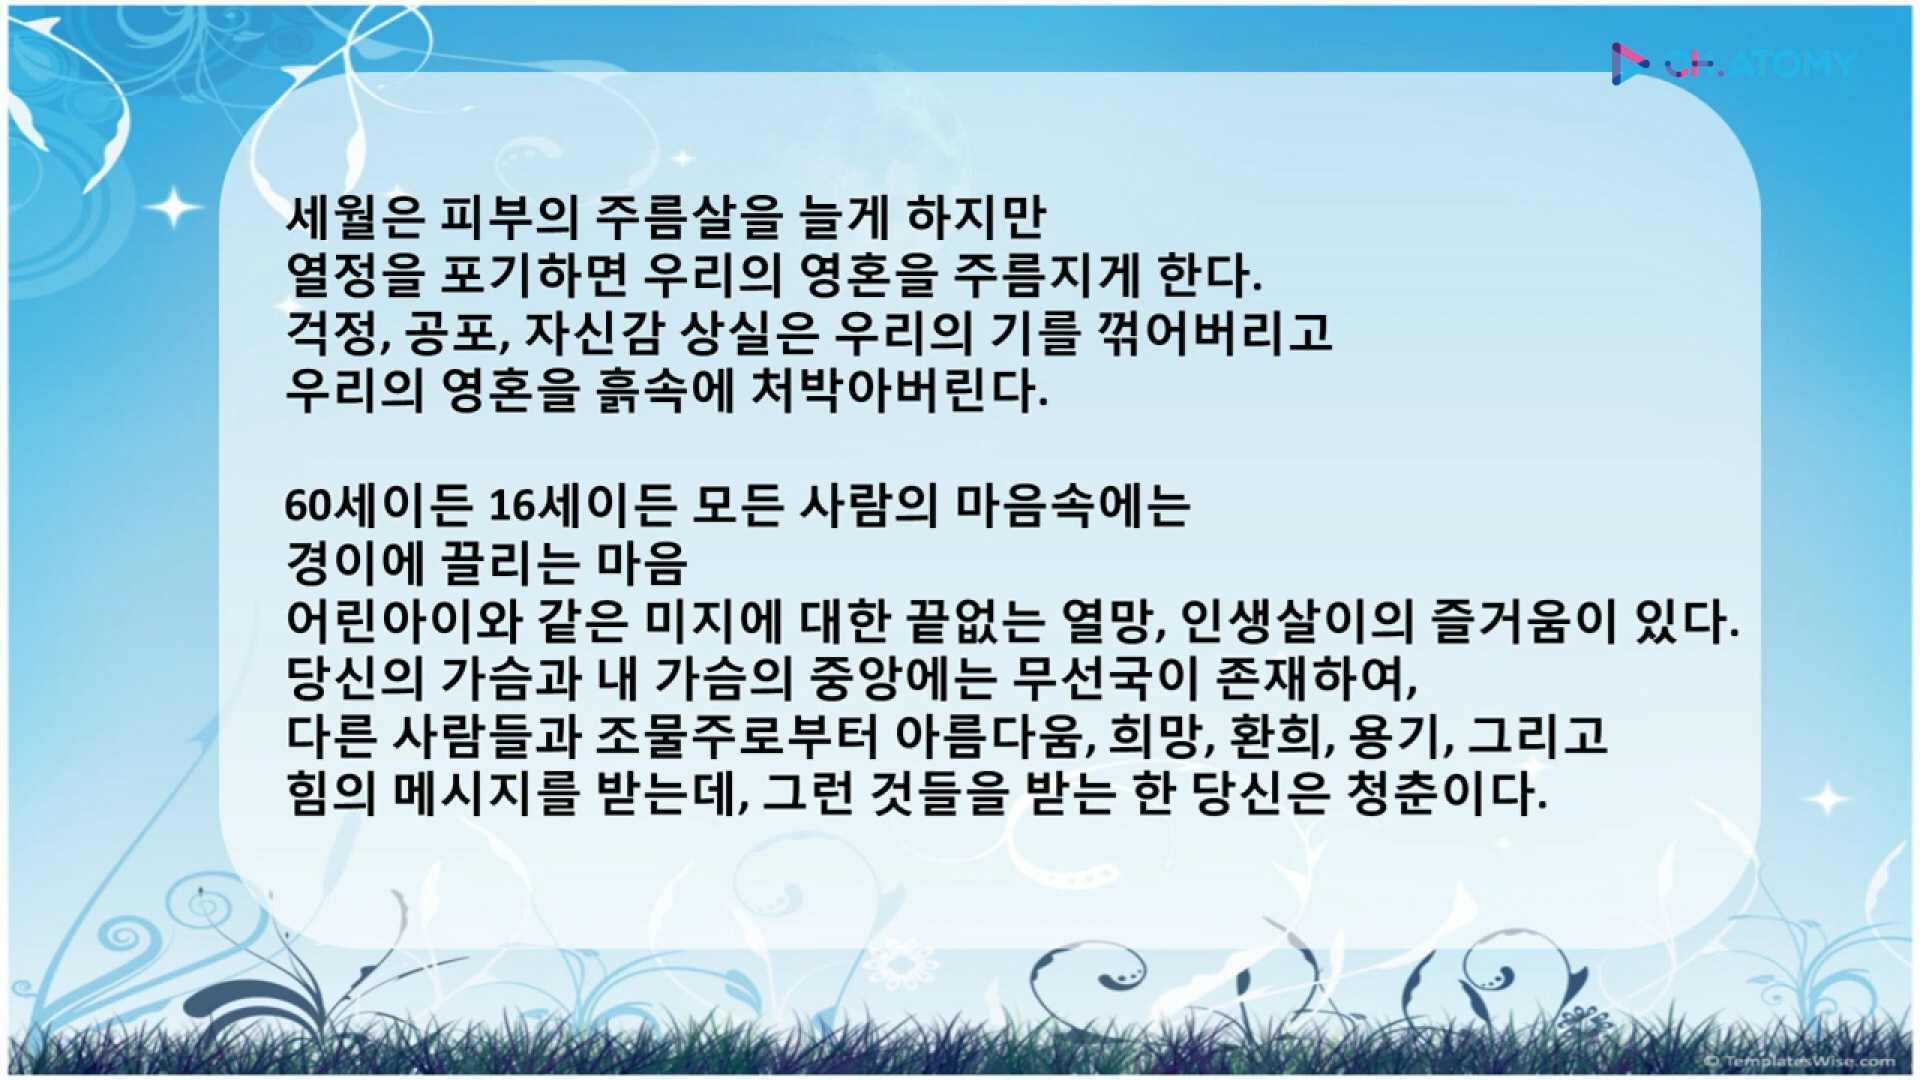 CH.ATOMY
세월은 피부의 주름살을 늘게 하지만
열정을 포기하면 우리의 영혼을 주름지게 한다.
걱정, 공포, 자신감 상실은 우리의 기를 꺾어버리고
우리의 영혼을 흙속에 처박아버린다.
60세이든 16세이든 모든 사람의 마음속에는
경이에 끌리는 마음
어린아이와 같은 미지에 대한 끝없는 열망, 인생살이의 즐거움이 있다.
당신의 가슴과 내 가슴의 중앙에는 무선국이 존재하여,
다른 사람들과 조물주로부터 아름다움, 희망, 환희, 용기, 그리고
힘의 메시지를 받는데, 그런 것들을 받는 한 당신은 청춘이다.
© TemplatesWise.com